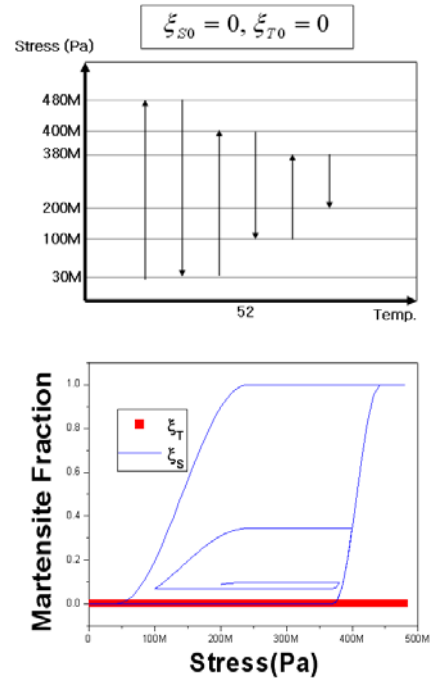 ξS0 = 0, ξT0 = 0
Stress (Pa)
480M
400M
380M
200M
100M
30M
52
Temp.
Martensite Fraction
1.0
0.8
0.6
0.4
0.2
0.0
ξT
ξS
0
100M
200M
300M
400M
500M
Stress(Pa)